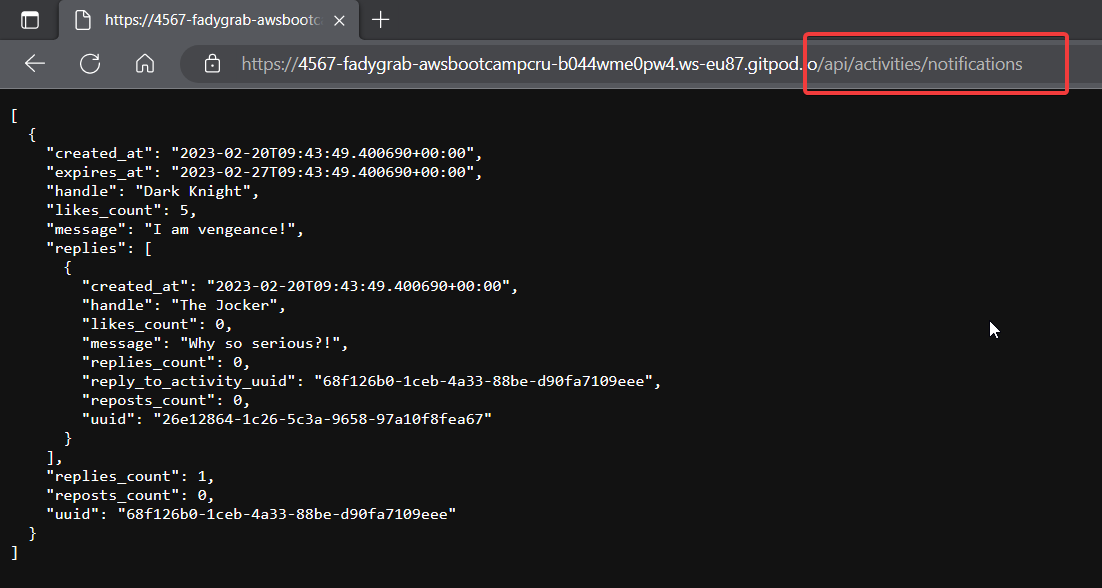 https://4567-fadygrab-awsbootc
https://4567-fadygrab-awsbootcampcru-b044wme0pw4.ws-eu87.gitpod.io/api/activities/notifications
[
  {
    "created_at": "2023-02-20T09:43:49.400690+00:00",
    "expires_at": "2023-02-27T09:43:49.400690+00:00",
    "handle": "Dark Knight",
    "likes_count": 5,
    "message": "I am vengeance!",
    "replies": [
      {
        "created_at": "2023-02-20T09:43:49.400690+00:00",
        "handle": "The Jocker",
        "likes_count": 0,
        "message": "Why so serious?!",
        "replies_count": 0,
        "reply_to_activity_uuid": "68f126b0-1ceb-4a33-88be-d90fa7109eee",
        "reposts_count": 0,
        "uuid": "26e12864-1c26-5c3a-9658-97a10f8fea67"
      }
    ],
    "replies_count": 1,
    "reposts_count": 0,
    "uuid": "68f126b0-1ceb-4a33-88be-d90fa7109eee"
  }
]